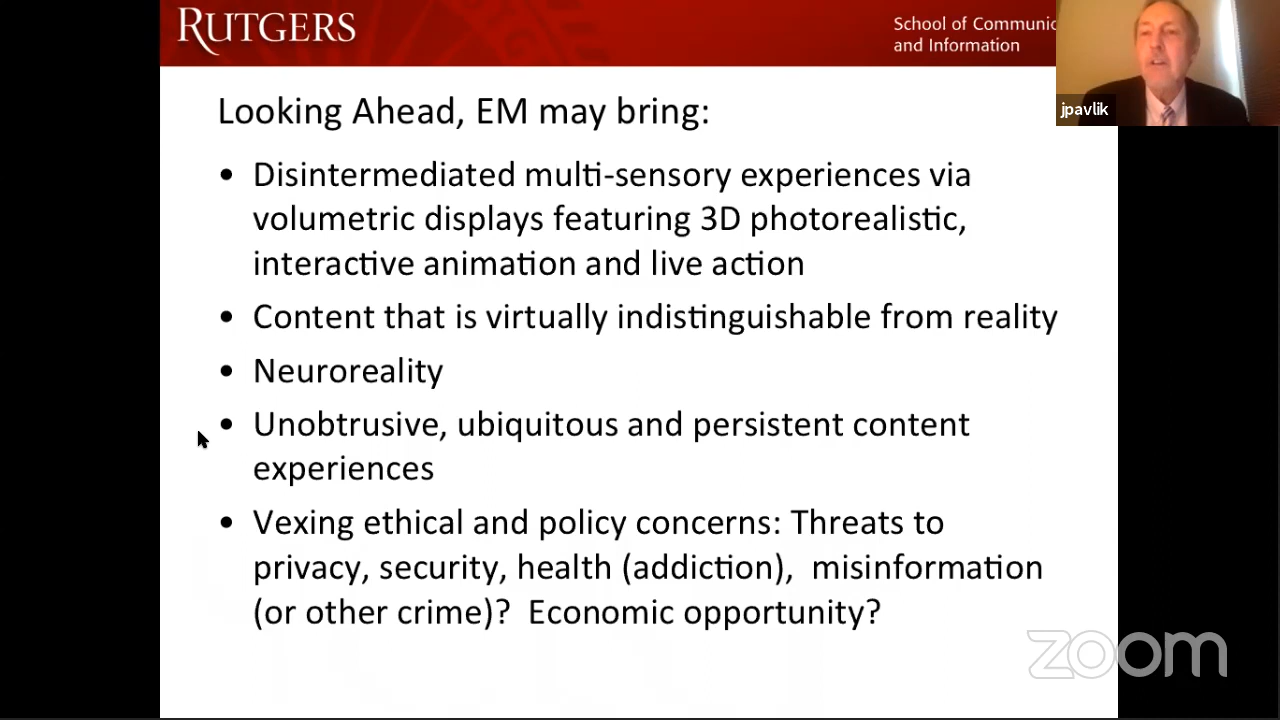 RUTGERS
School of Communic
and Information
jpavlik
Looking Ahead, EM may bring:
• Disintermediated multi-sensory experiences via
volumetric displays featuring 3D photorealistic,
interactive animation and live action
• Content that is virtually indistinguishable from reality
• Neuroreality
• Unobtrusive, ubiquitous and persistent content
experiences
• Vexing ethical and policy concerns: Threats to
privacy, security, health (addiction),  misinformation
(or other crime)?  Economic opportunity?
zoom